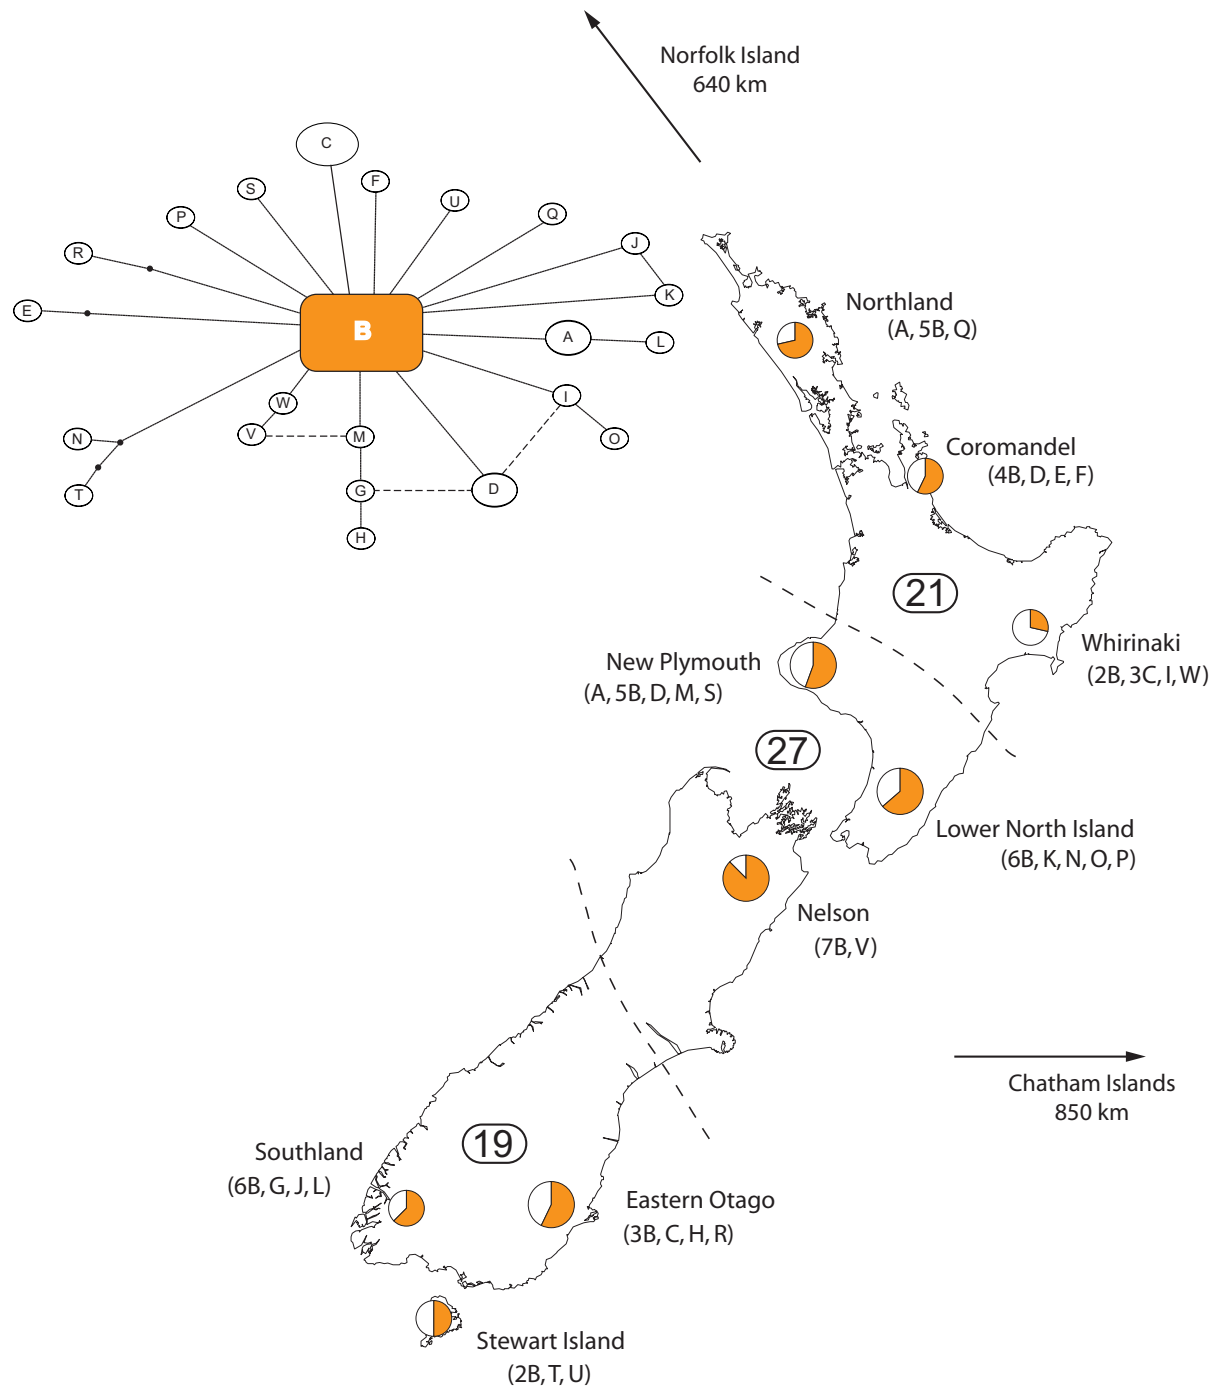 Norfolk Island
640 km
C
F
S
U
P
Q
R
J
K
E
B
A
L
W
I
N
V
M
O
T
G
D
H
Northland
(A, 5B, Q)
Coromandel
(4B, D, E, F)
21
Whirinaki
(2B, 3C, I, W)
New Plymouth
(A, 5B, D, M, S)
27
Lower North Island
(6B, K, N, O, P)
Nelson
(7B, V)
Chatham Islands
850 km
19
Southland
(6B, G, J, L)
Eastern Otago
(3B, C, H, R)
Stewart Island
(2B, T, U)